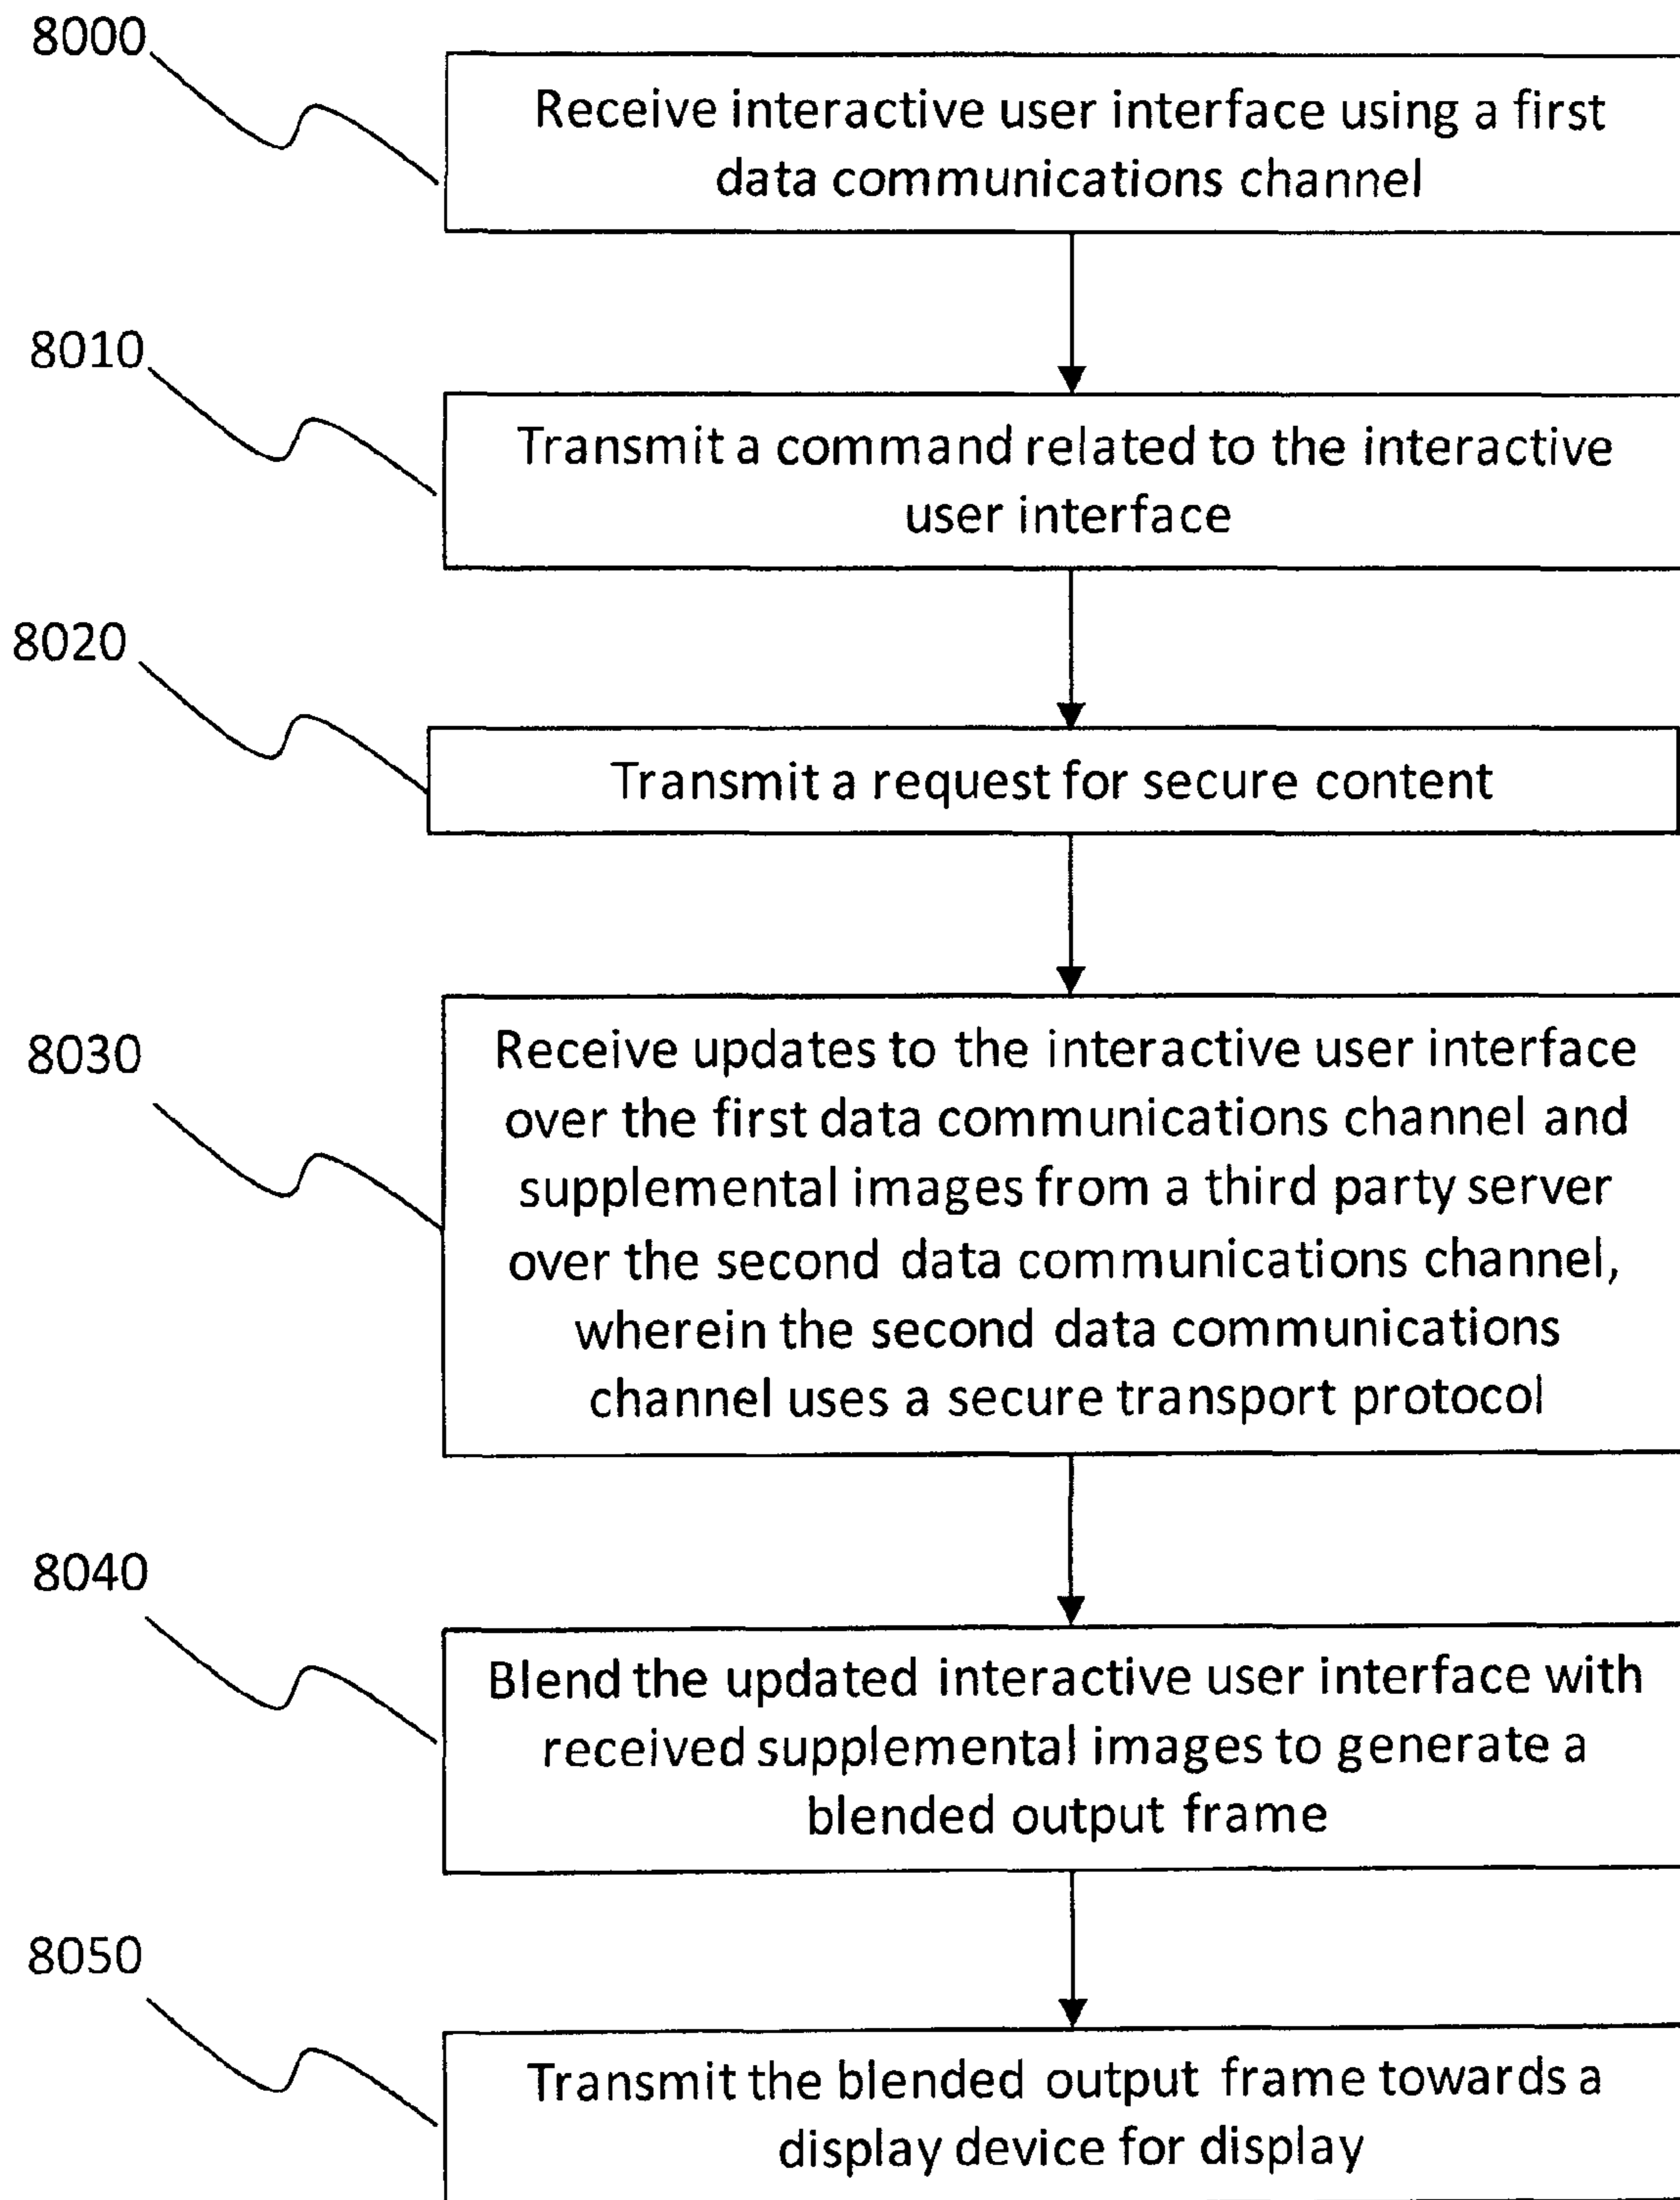 8000
Receive interactive user interface using a first
data communications channel
8010
Transmit a command related to the interactive
user interface
8020
Transmit a request for secure content
8030
Receive updates to the interactive user interface
over the first data communications channel and
supplemental images from a third party server
over the second data communications channel,
wherein the second data communications
channel uses a secure transport protocol
8040
Blend the updated interactive user interface with
received supplemental images to generate a
blended output frame
8050
Transmit the blended output frame towards a
display device for display